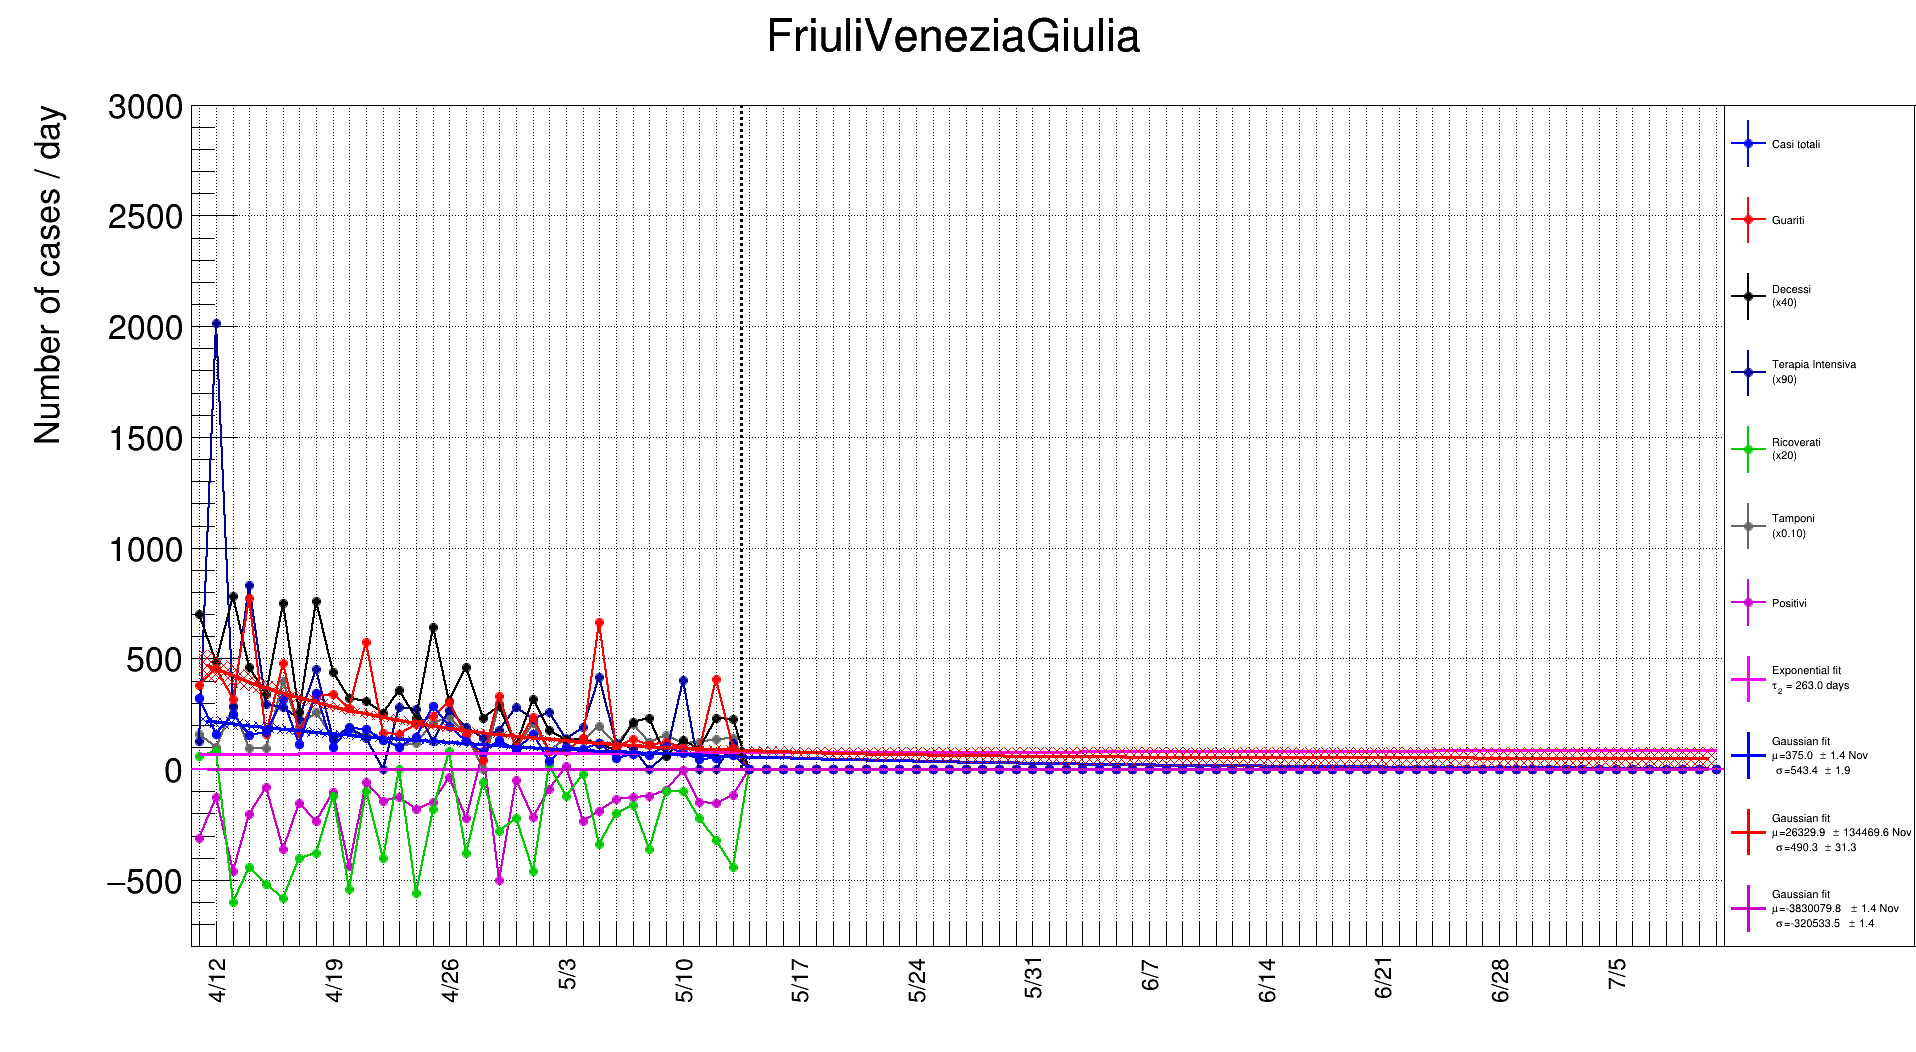 FriuliVeneziaGiulia
Number of cases / day
3000
2500
2000
1500
1000
500
0
−500
4/12
4/19
4/26
5/3
5/10
5/17
5/24
5/31
6/7
6/14
6/21
6/28
7/5
Casi totali
Guariti
Decessi
(x40)
Terapia Intensiva
(x90)
Ricoverati
(x20)
Tamponi
(x0.10)
Positivi
Exponential fit
τ2 = 263.0 days
Gaussian fit
μ=375.0 ± 1.4 Nov
σ=543.4 ± 1.9
Gaussian fit
μ=26329.9 ± 134469.6 Nov
σ=490.3 ± 31.3
Gaussian fit
μ=-3830079.8 ± 1.4 Nov
σ=-320533.5 ± 1.4